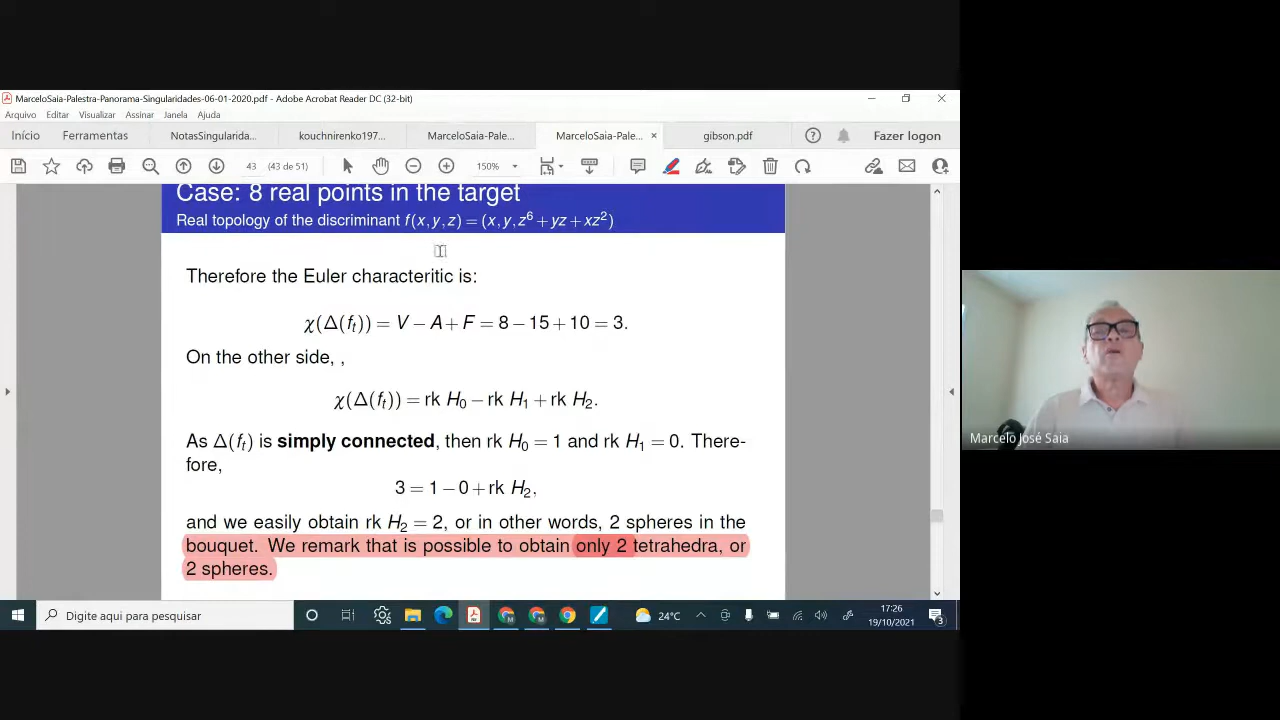 MarceloSaia-Palestra-Panorama-Singularidades-06-01-2020.pdf - Adobe Acrobat Reader DC (32-bit)
Arquivo Editar Visualizar Assinar Janela Ajuda
Início Ferramentas NotasSingularida... kouchnirenko197... MarceloSaia-Pale... MarceloSaia-Pale... × gibson.pdf Fazer logon
43 (43 de 51) 150%
Case: 8 real points in the target
Real topology of the discriminant f(x,y,z) = (x,y,z⁶ + yz + xz²)
Therefore the Euler characteritic is:
χ(Δ(fₜ)) = V − A + F = 8 − 15 + 10 = 3.
On the other side, ,
χ(Δ(fₜ)) = rk H₀ − rk H₁ + rk H₂.
As Δ(fₜ) is simply connected, then rk H₀ = 1 and rk H₁ = 0. There-
fore,
3 = 1 − 0 + rk H₂,
and we easily obtain rk H₂ = 2, or in other words, 2 spheres in the
bouquet. We remark that is possible to obtain only 2 tetrahedra, or
2 spheres.
Marcelo José Saia
Digite aqui para pesquisar
24°C
17:26
19/10/2021
3